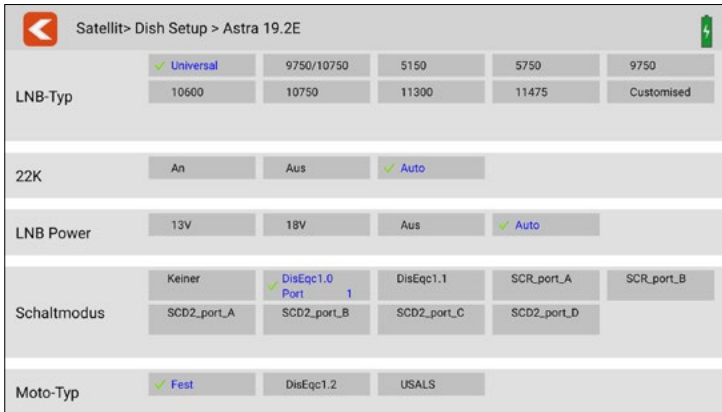 Satellit> Dish Setup > Astra 19.2E
LNB-Typ
Universal 9750/10750 5150 5750 9750
10600 10750 11300 11475 Customised
22K
An Aus Auto
LNB Power
13V 18V Aus Auto
Schaltmodus
Keiner DisEqc1.0 Port 1 DisEqc1.1 SCR_port_A SCR_port_B
SCD2_port_A SCD2_port_B SCD2_port_C SCD2_port_D
Moto-Typ
Fest DisEqc1.2 USALS